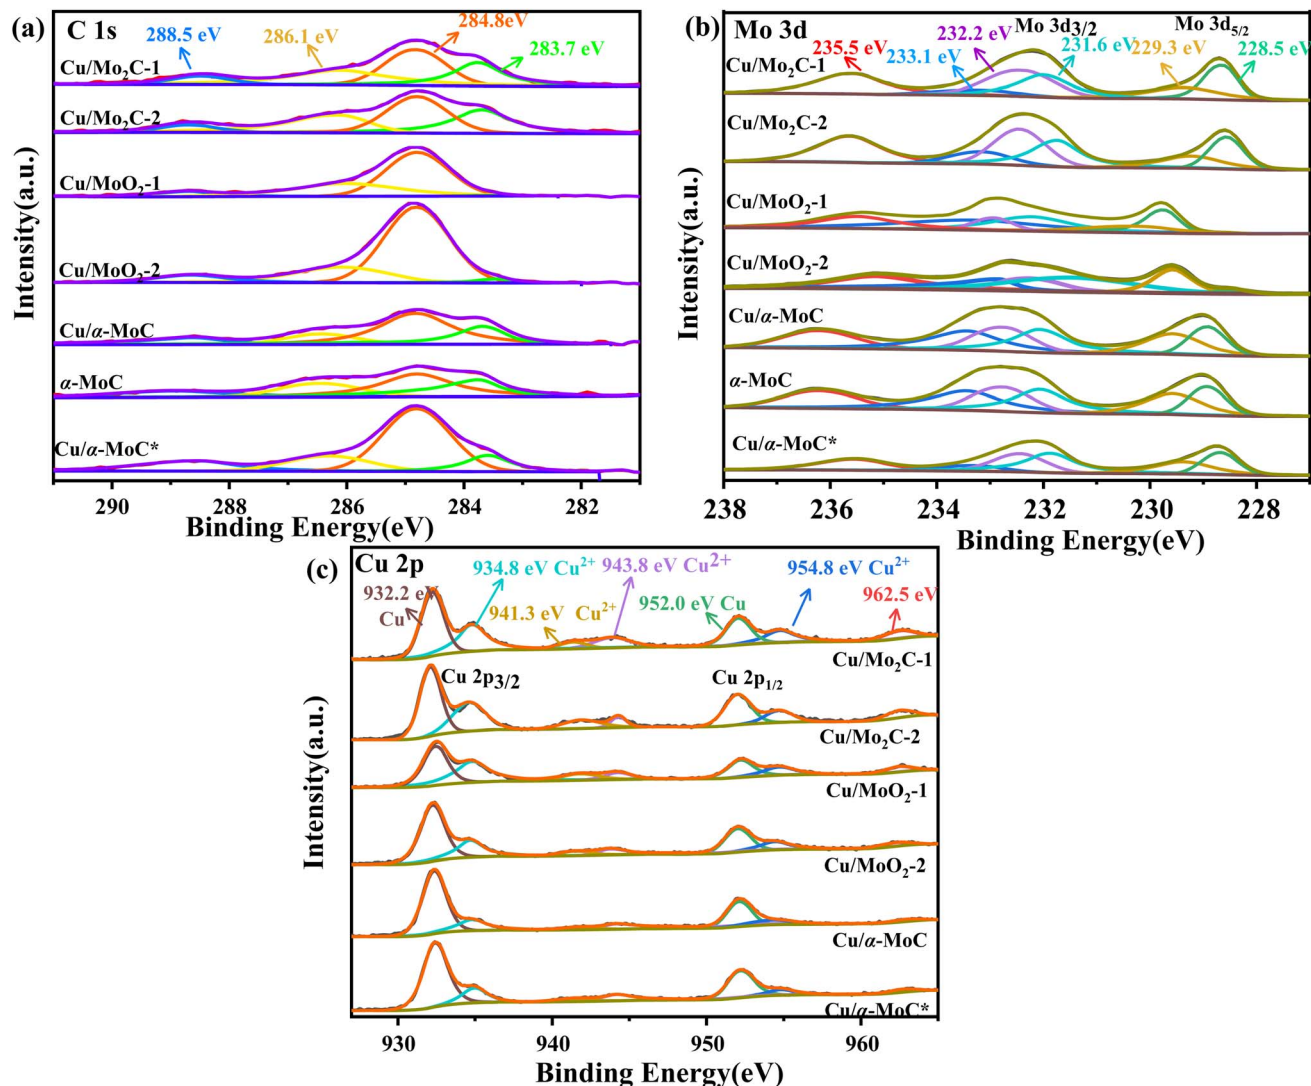 (a) C 1s
288.5 eV
286.1 eV
284.8eV
283.7 eV
Cu/Mo₂C-1
Cu/Mo₂C-2
Cu/MoO₂-1
Cu/MoO₂-2
Cu/α-MoC
α-MoC
Cu/α-MoC*
Intensity(a.u.)
290 288 286 284 282
Binding Energy(eV)
(b) Mo 3d
Mo 3d3/2
Mo 3d₅/₂
235.5 eV
233.1 eV
232.2 eV
231.6 eV
229.3 eV
228.5 eV
Cu/Mo₂C-1
Cu/Mo₂C-2
Cu/MoO₂-1
Cu/MoO₂-2
Cu/α-MoC
α-MoC
Cu/α-MoC*
Intensity(a.u.)
238 236 234 232 230 228
Binding Energy(eV)
(c) Cu 2p
932.2 eV
Cu
934.8 eV Cu²⁺
941.3 eV Cu²⁺
943.8 eV Cu²⁺
952.0 eV Cu
954.8 eV Cu²⁺
962.5 eV
Cu/Mo₂C-1
Cu 2p3/2
Cu 2p₁/₂
Cu/Mo₂C-2
Cu/MoO₂-1
Cu/MoO₂-2
Cu/α-MoC
Cu/α-MoC*
Intensity(a.u.)
930 940 950 960
Binding Energy(eV)